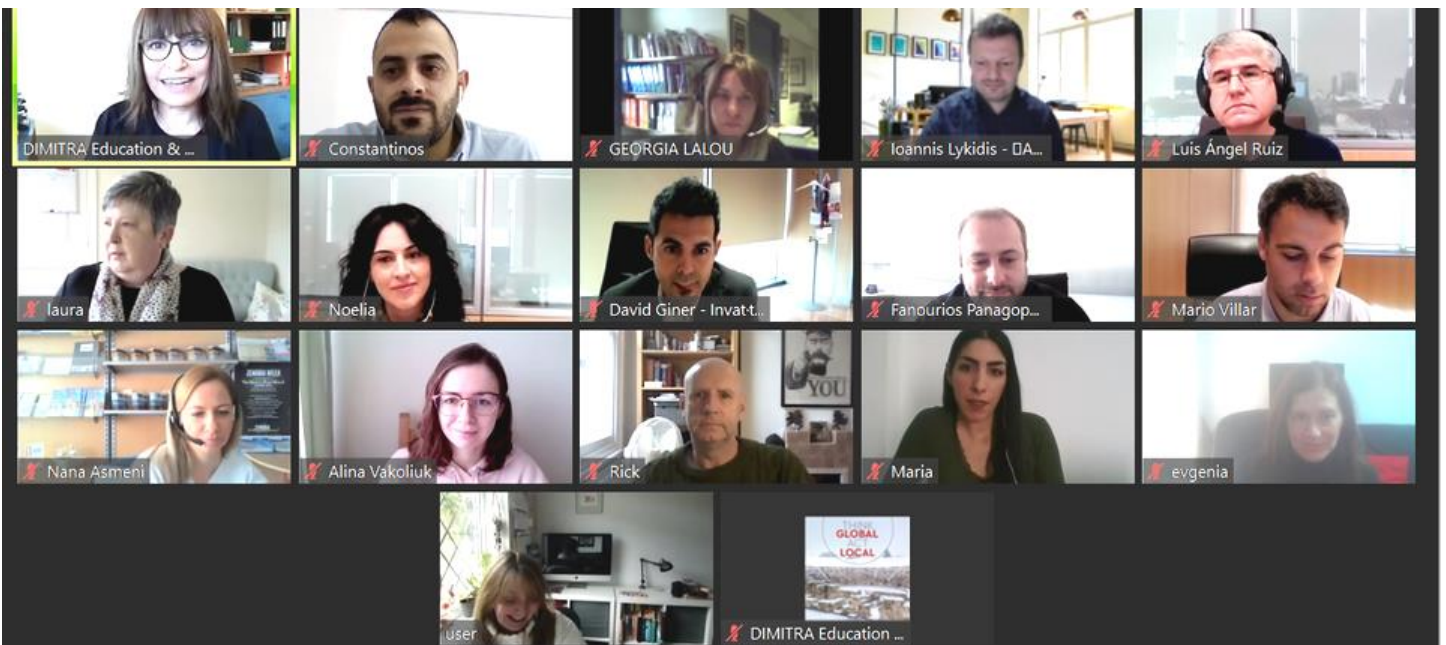 DIMITRA Education & ...
Constantinos
GEORGIA LALOU
Ioannis Lykidis - □A...
Luis Ángel Ruiz
laura
Noelia
David Giner - Invat·t...
Fanourios Panagop...
Mario Villar
Nana Asmeni
Alina Vakoliuk
YOU
Rick
Maria
evgenia
user
THINK
GLOBAL
ACT
LOCAL
DIMITRA Education ...